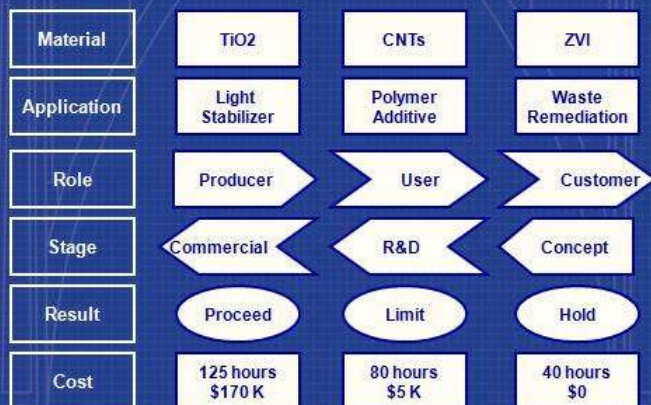 Material TiO2 CNTs ZVI
Application Light Stabilizer Polymer Additive Waste Remediation
Role Producer User Customer
Stage Commercial R&D Concept
Result Proceed Limit Hold
Cost 125 hours $170 K 80 hours $5 K 40 hours $0